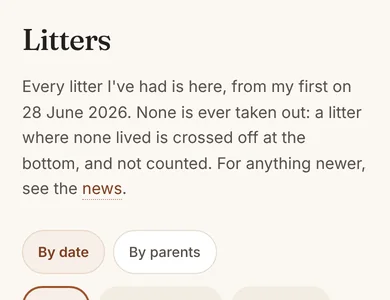 Litters
Every litter I've had is here, from my first on
28 June 2026. None is ever taken out: a litter
where none lived is crossed off at the
bottom, and not counted. For anything newer,
see the news.
By date
By parents